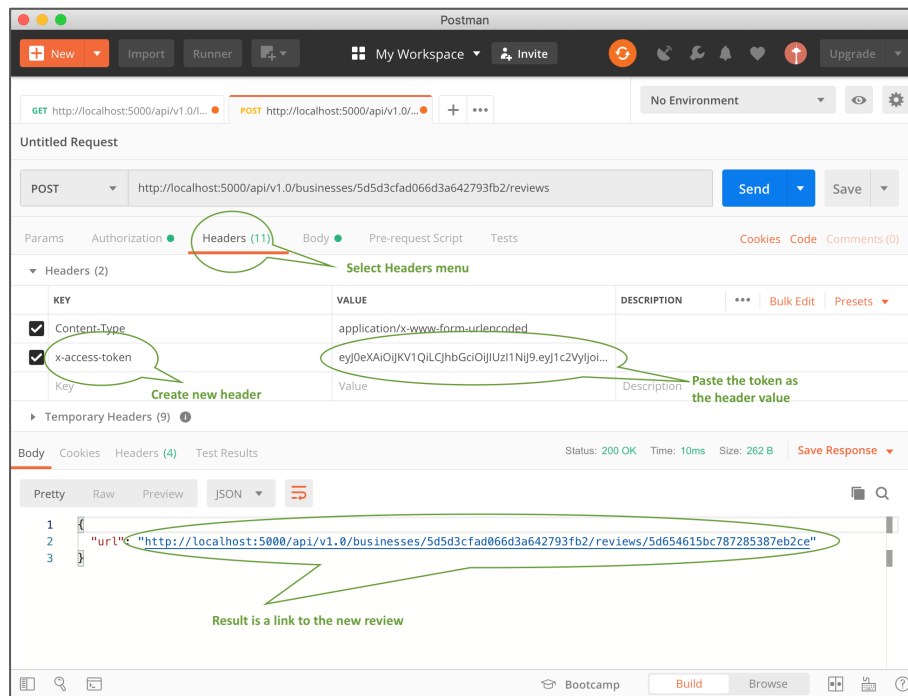 Postman
New Import Runner My Workspace Invite Upgrade
GET http://localhost:5000/api/v1.0/l... POST http://localhost:5000/api/v1.0/... + ••• No Environment
Untitled Request
POST http://localhost:5000/api/v1.0/businesses/5d5d3cfad066d3a642793fb2/reviews Send Save
Params Authorization Headers (11) Body Pre-request Script Tests Cookies Code Comments (0)
Select Headers menu
Headers (2)
KEY VALUE DESCRIPTION ••• Bulk Edit Presets
Content-Type application/x-www-form-urlencoded
x-access-token eyJ0eXAiOiJKV1QiLCJhbGciOiJIUzI1NiJ9.eyJ1c2VyIjoi...
Key Value Description
Create new header
Paste the token as
the header value
Temporary Headers (9)
Body Cookies Headers (4) Test Results Status: 200 OK Time: 10ms Size: 262 B Save Response
Pretty Raw Preview JSON
1 {
2 "url": "http://localhost:5000/api/v1.0/businesses/5d5d3cfad066d3a642793fb2/reviews/5d654615bc787285387eb2ce"
3 }
Result is a link to the new review
Bootcamp Build Browse